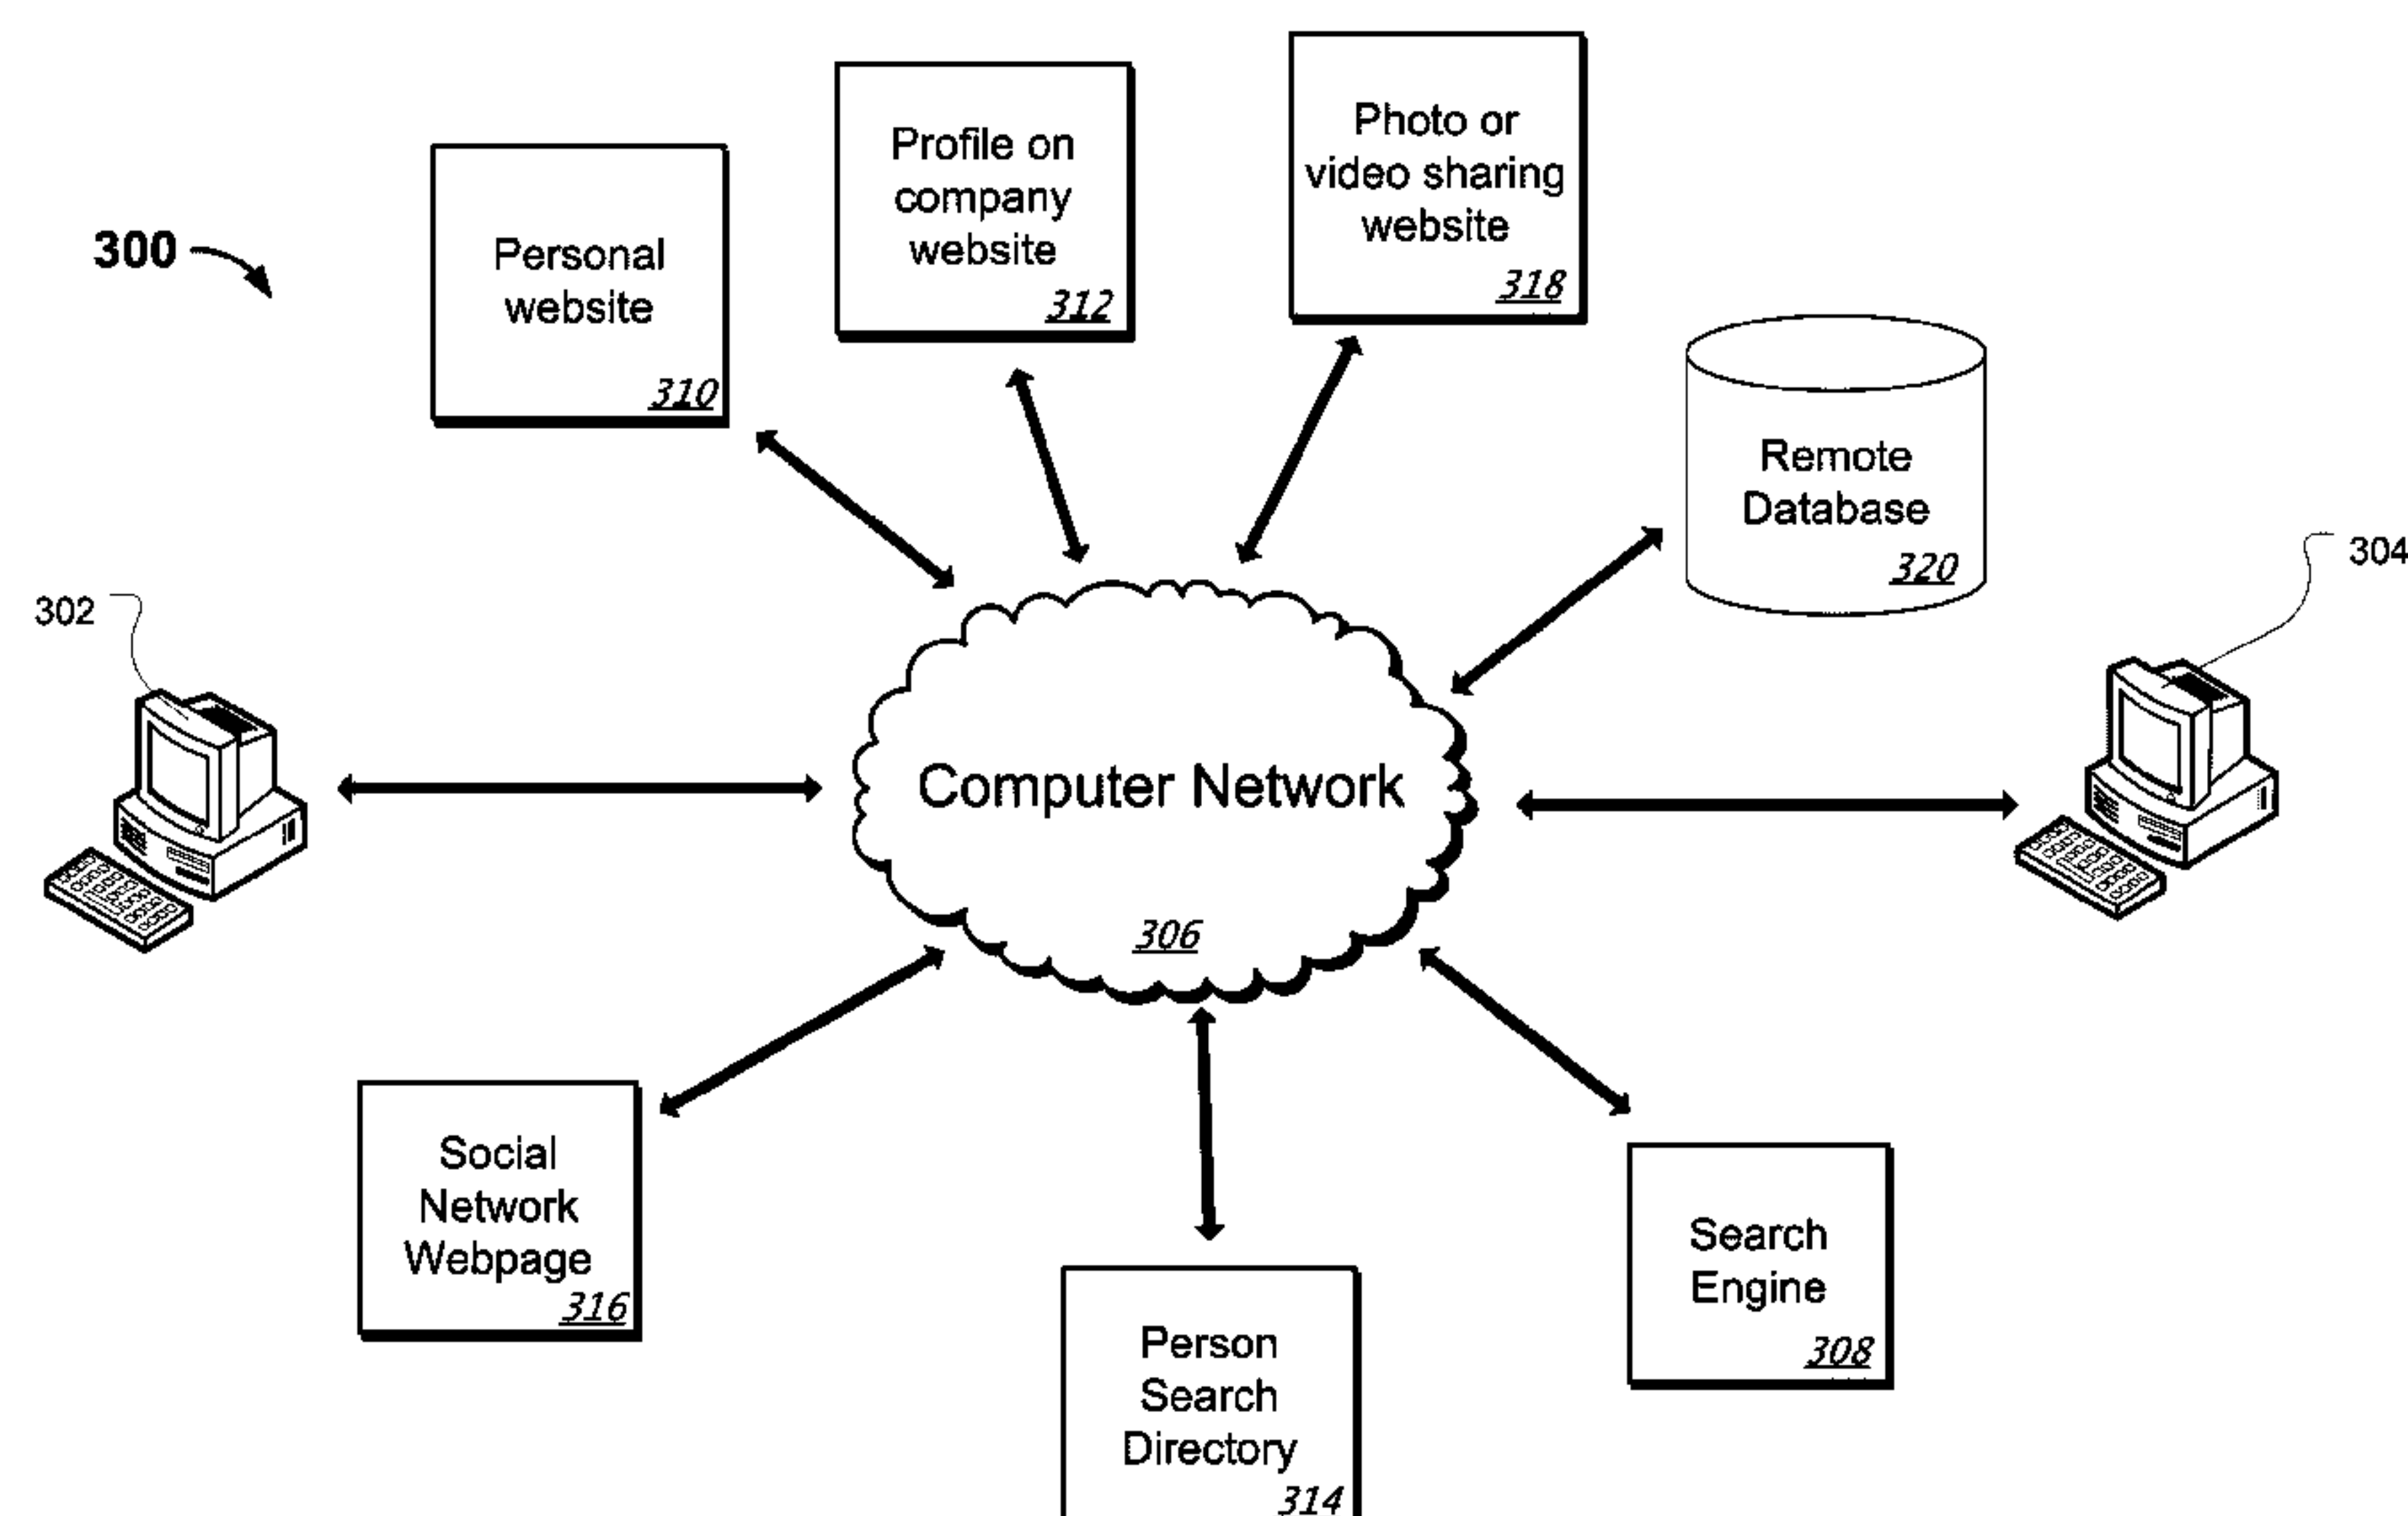 300
Personal
website
310
Profile on
company
website
312
Photo or
video sharing
website
318
Remote
Database
320
302
304
Computer Network
306
Social
Network
Webpage
316
Person
Search
Directory
314
Search
Engine
308